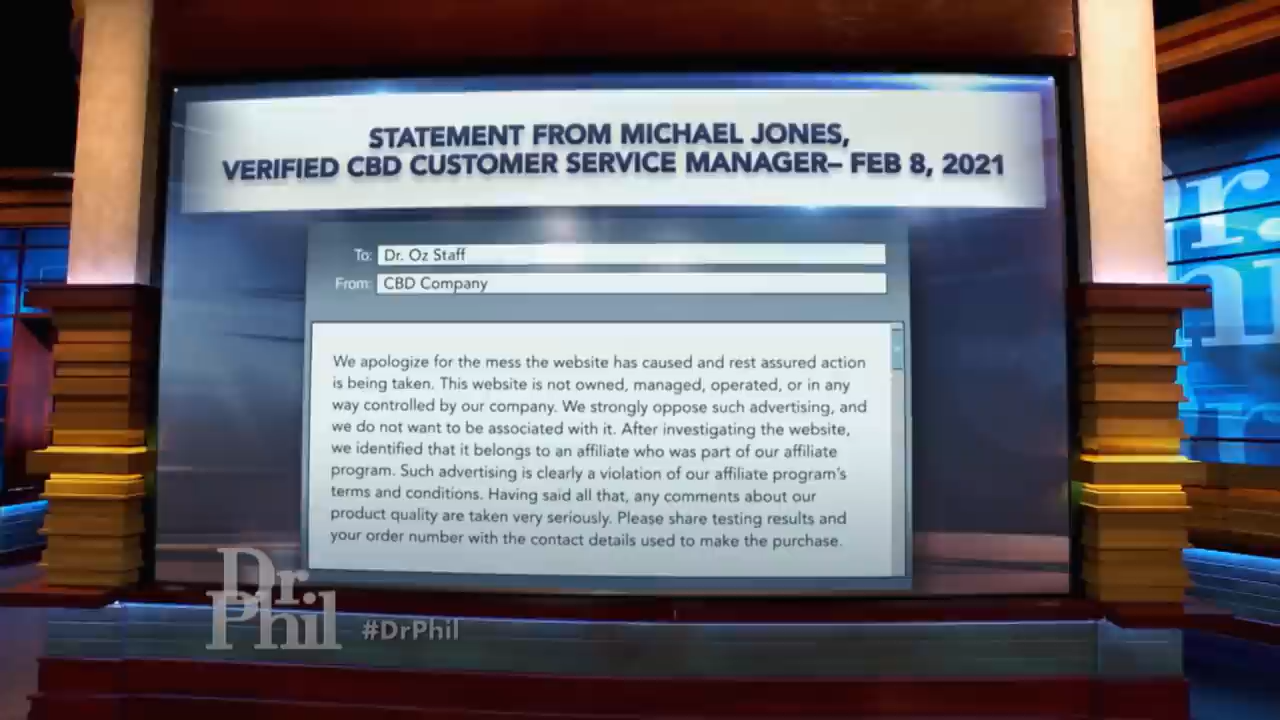 STATEMENT FROM MICHAEL JONES,
VERIFIED CBD CUSTOMER SERVICE MANAGER– FEB 8, 2021
To: Dr. Oz Staff
From: CBD Company
We apologize for the mess the website has caused and rest assured action
is being taken. This website is not owned, managed, operated, or in any
way controlled by our company. We strongly oppose such advertising, and
we do not want to be associated with it. After investigating the website,
we identified that it belongs to an affiliate who was part of our affiliate
program. Such advertising is clearly a violation of our affiliate program's
terms and conditions. Having said all that, any comments about our
product quality are taken very seriously. Please share testing results and
your order number with the contact details used to make the purchase.
Dr.
Phil
#DrPhil